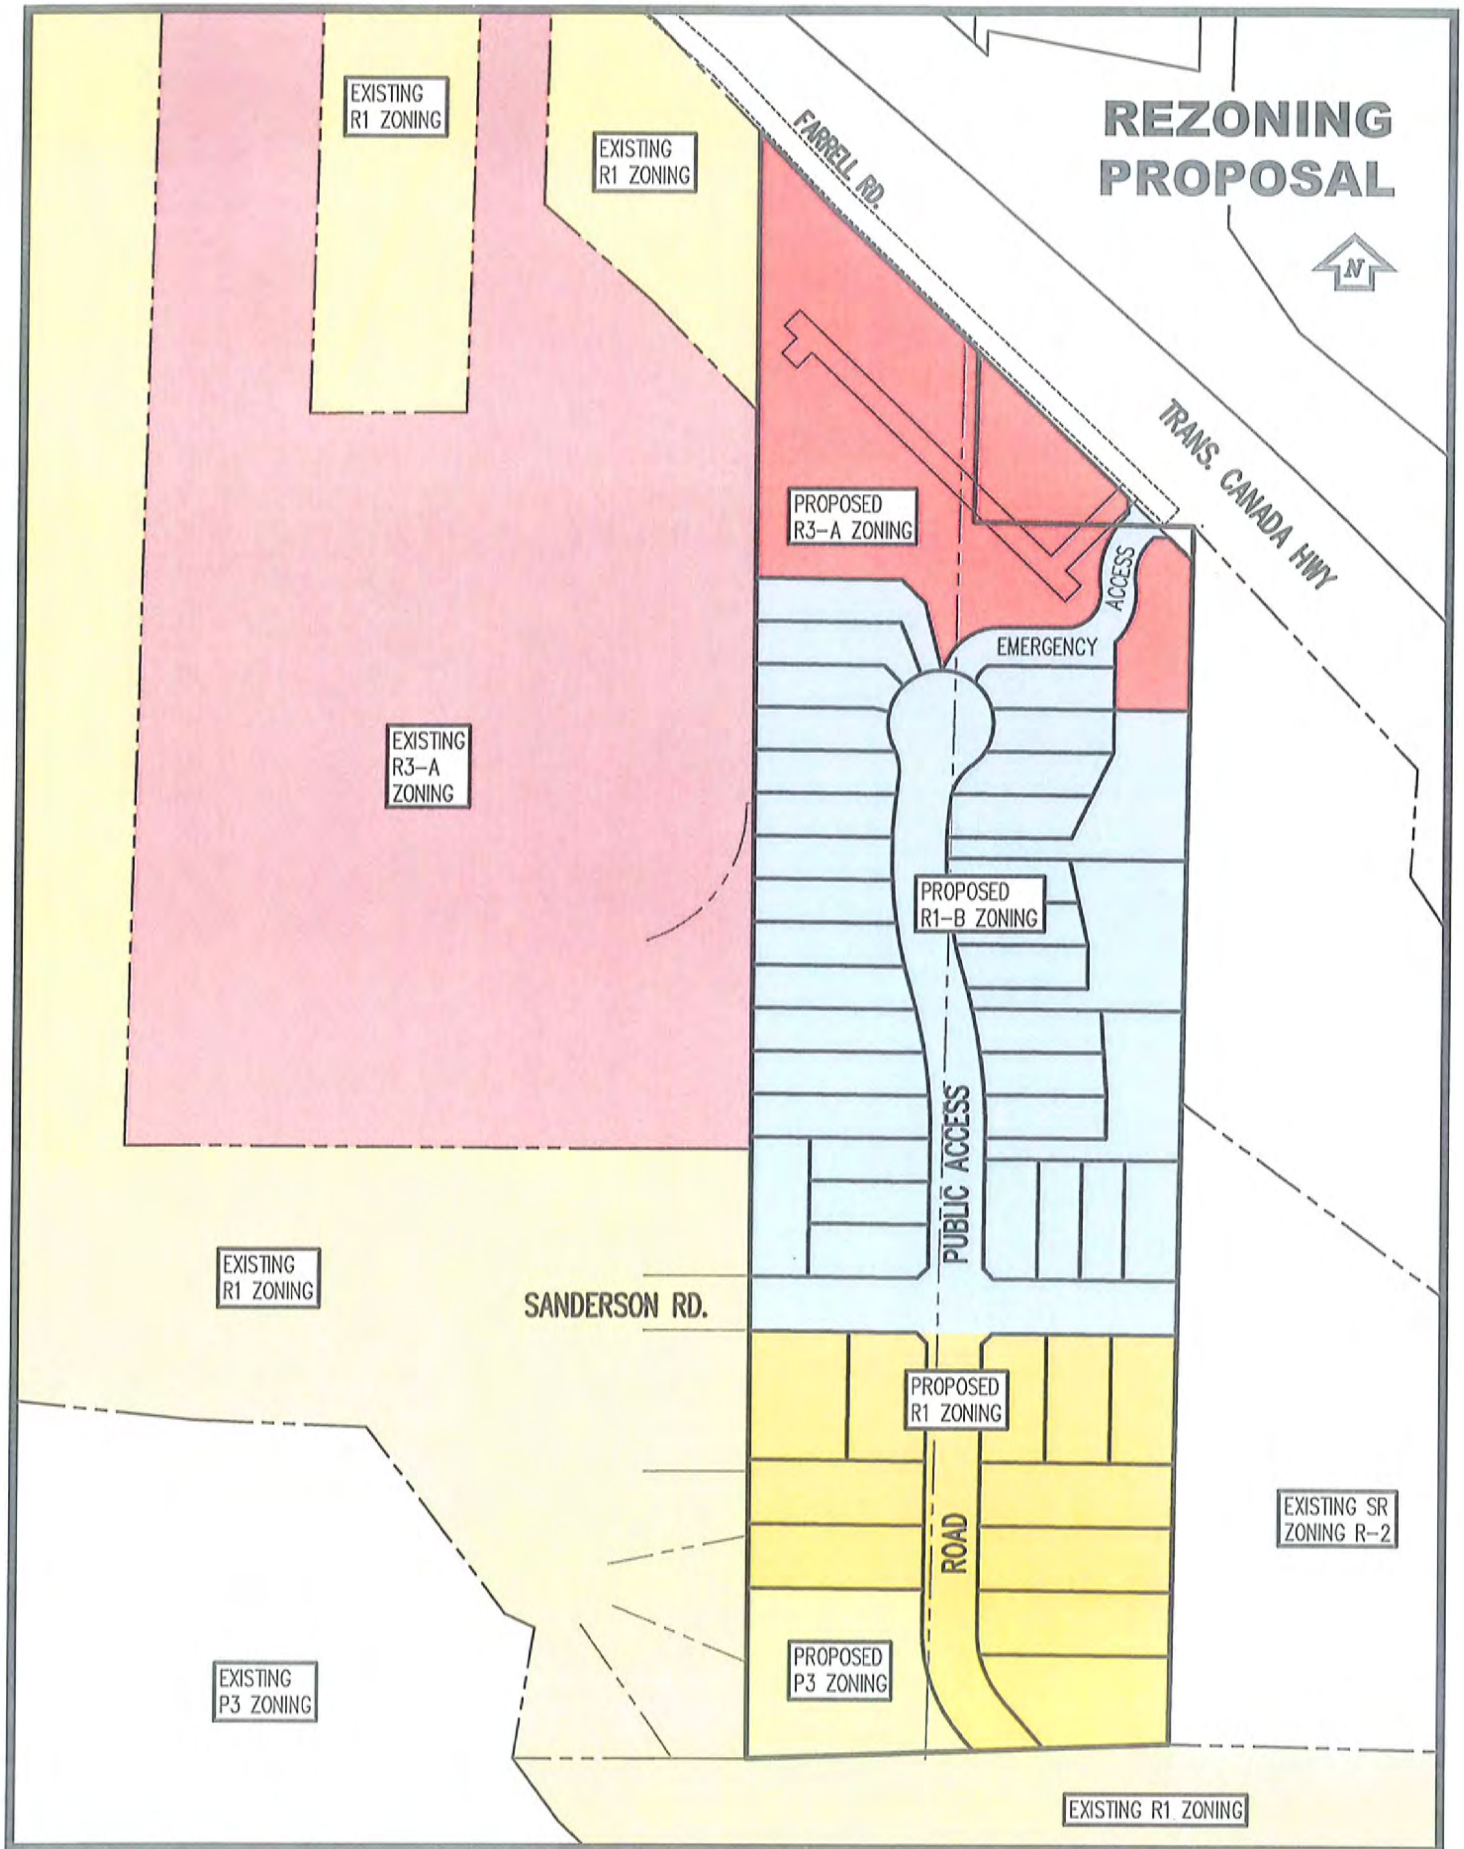 REZONING
PROPOSAL
N
EXISTING
R1 ZONING
EXISTING
R1 ZONING
FARRELL RD.
TRANS. CANADA HWY
PROPOSED
R3-A ZONING
ACCESS
EMERGENCY
EXISTING
R3-A
ZONING
PROPOSED
R1-B ZONING
PUBLIC ACCESS
EXISTING
R1 ZONING
SANDERSON RD.
PROPOSED
R1 ZONING
ROAD
EXISTING SR
ZONING R-2
PROPOSED
P3 ZONING
EXISTING
P3 ZONING
EXISTING R1 ZONING